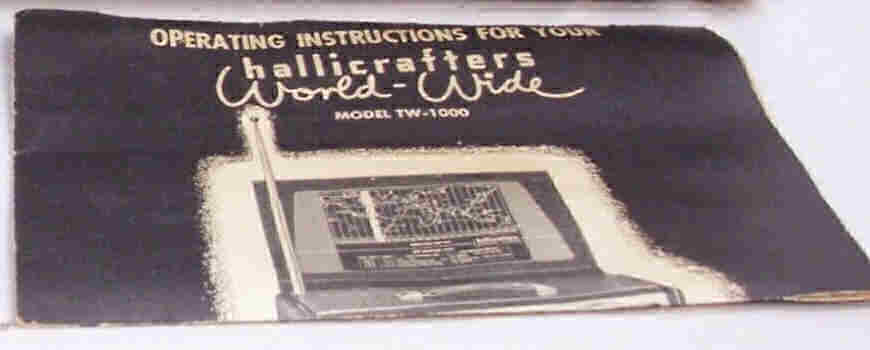 OPERATING INSTRUCTIONS FOR YOUR
hallicrafters
World-Wide
MODEL TW-1000